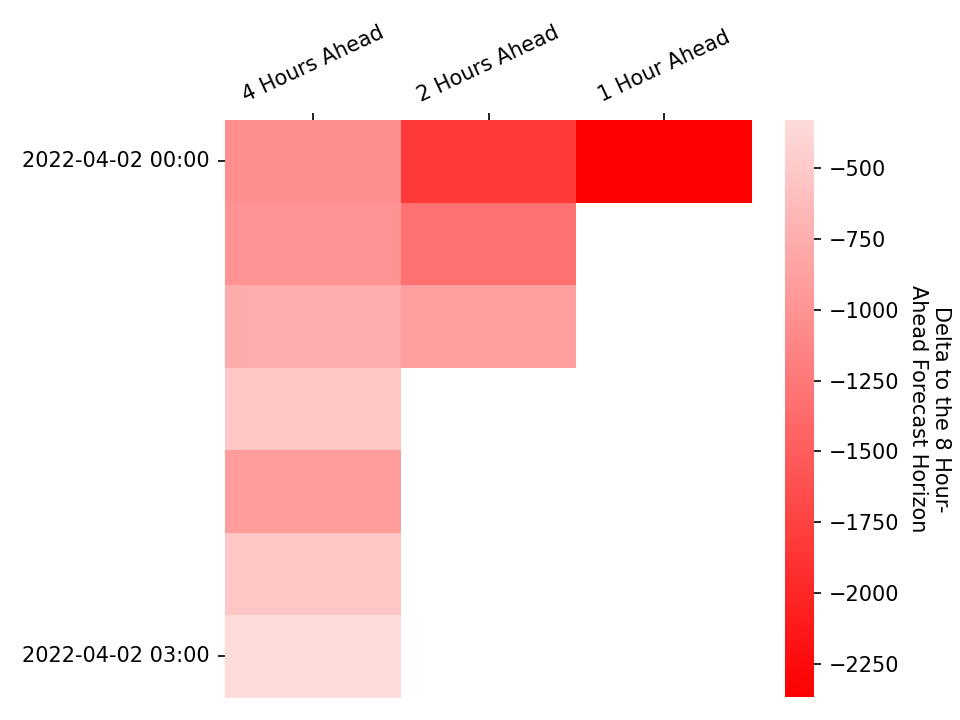 4 Hours Ahead
2 Hours Ahead
1 Hour Ahead
2022-04-02 00:00
2022-04-02 03:00
−500
−750
−1000
−1250
−1500
−1750
−2000
−2250
Delta to the 8 Hour-
Ahead Forecast Horizon